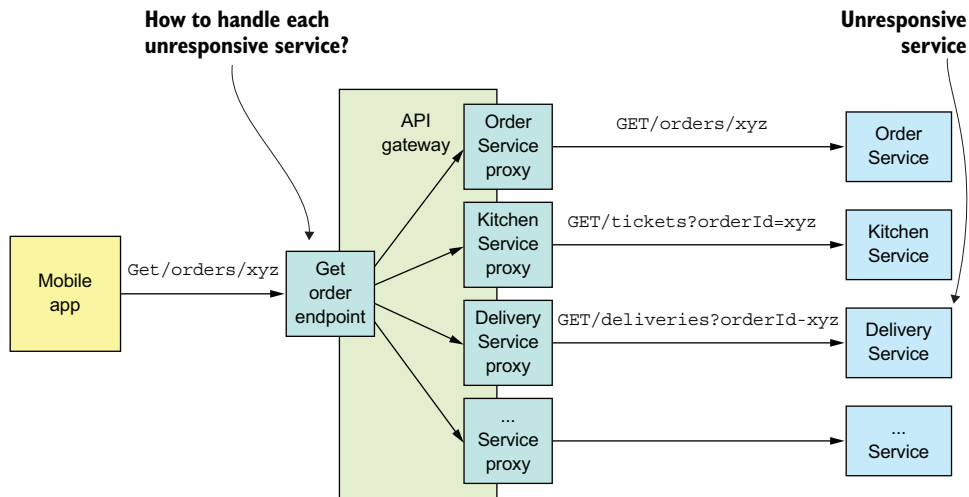 How to handle each
unresponsive service?
Unresponsive
service
API
gateway
Order
Service
proxy
GET/orders/xyz
Order
Service
Kitchen
Service
proxy
GET/tickets?orderId=xyz
Kitchen
Service
Mobile
app
Get/orders/xyz
Get
order
endpoint
Delivery
Service
proxy
GET/deliveries?orderId-xyz
Delivery
Service
...
Service
proxy
...
Service